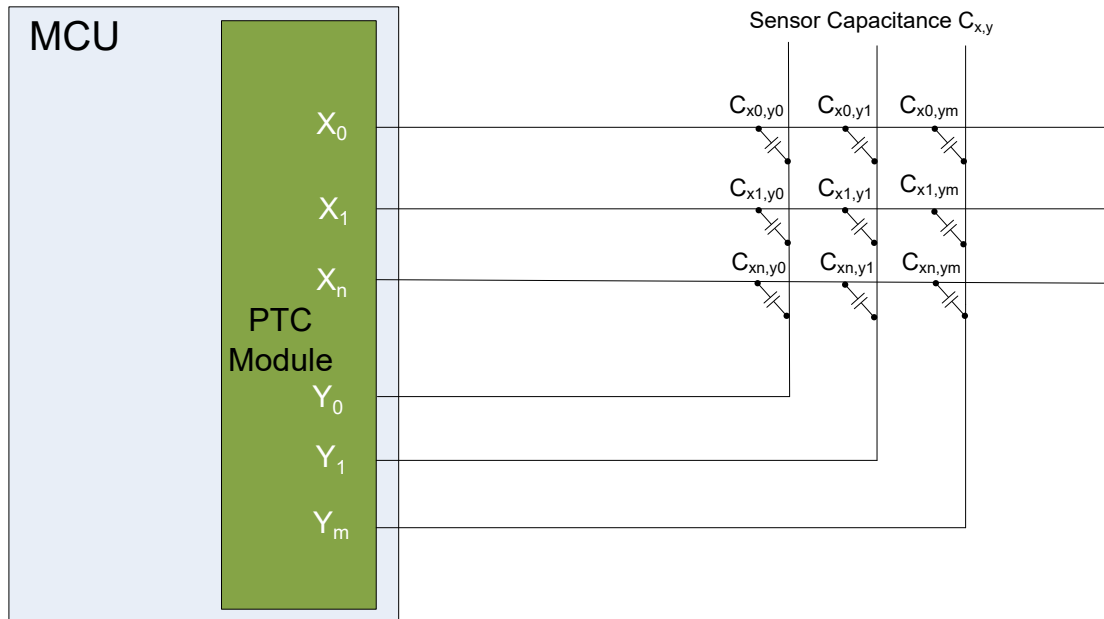 MCU
Sensor Capacitance Cx,y
Cx0,y0 Cx0,y1 Cx0,ym
X0
Cx1,y0 Cx1,y1 Cx1,ym
X1
Cxn,y0 Cxn,y1 Cxn,ym
Xn
PTC
Module
Y0
Y1
Ym